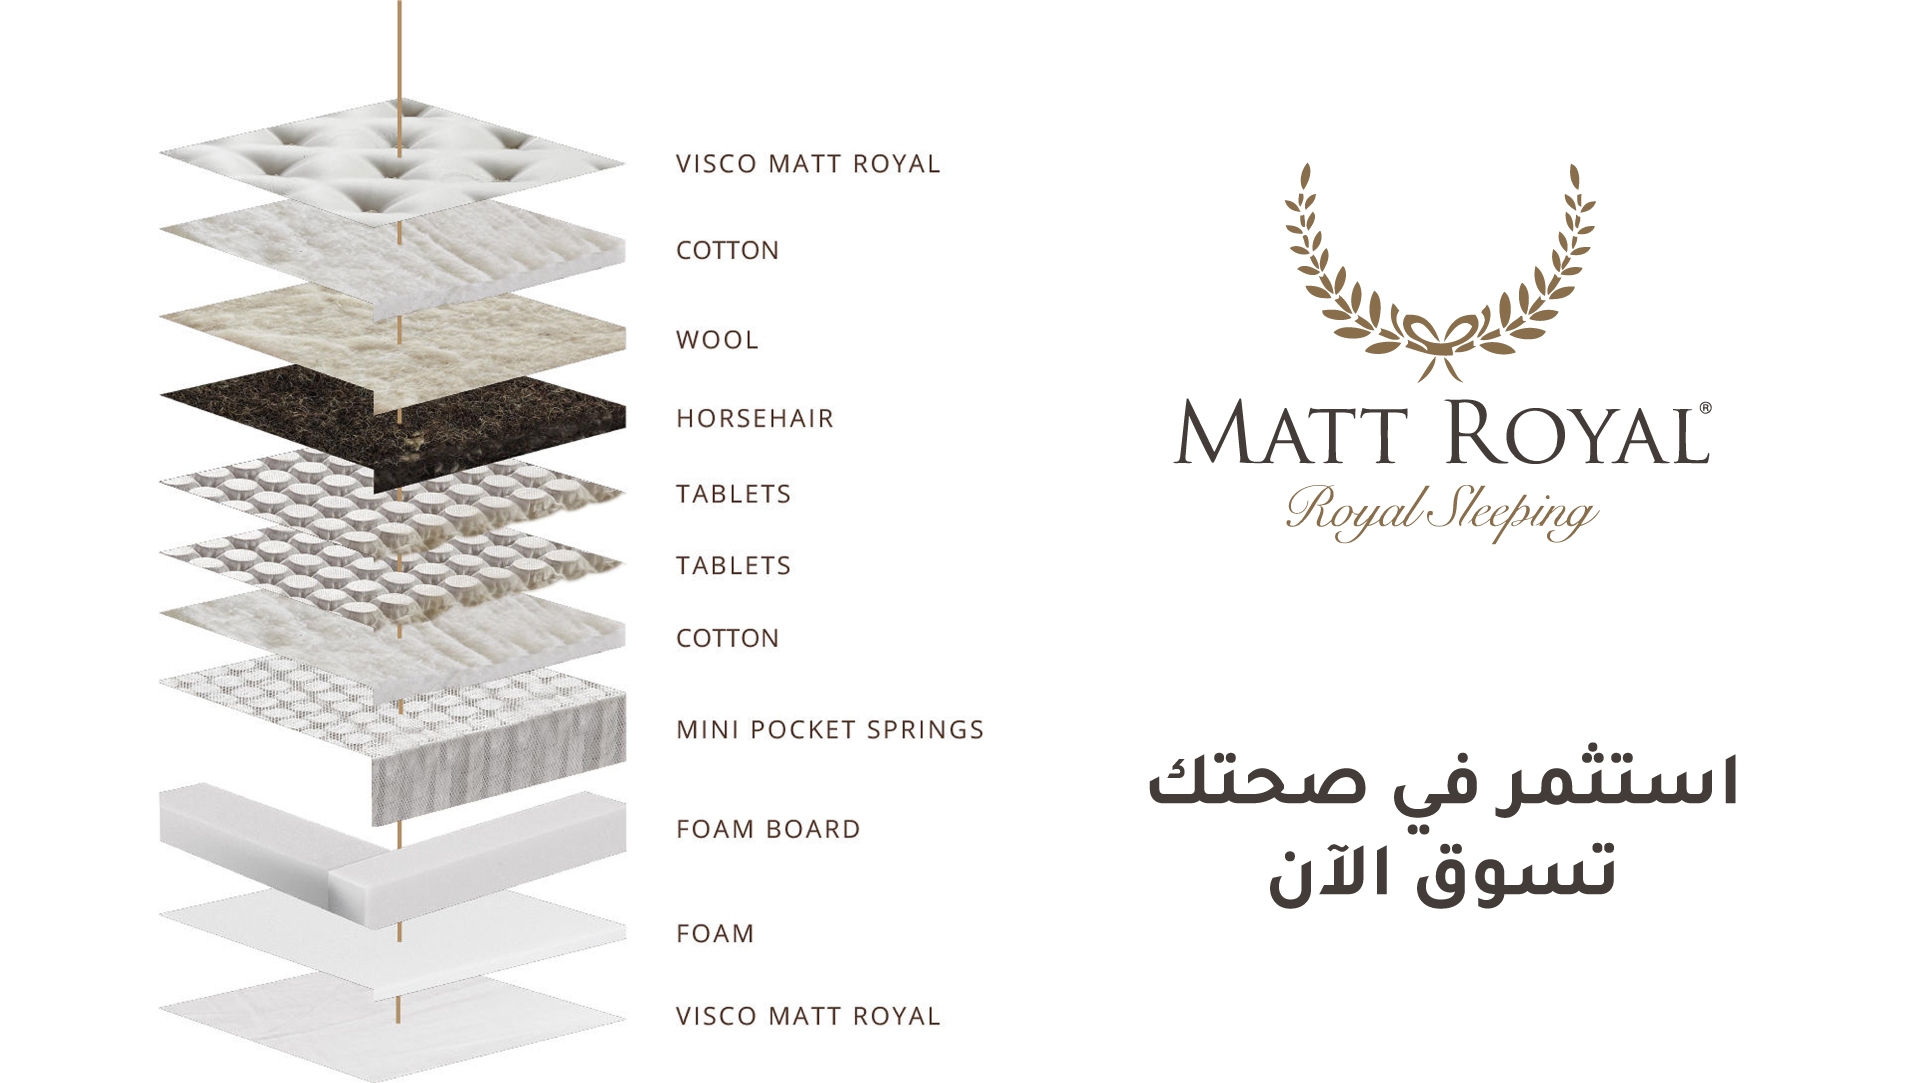 VISCO MATT ROYAL
COTTON
WOOL
HORSEHAIR
TABLETS
TABLETS
COTTON
MINI POCKET SPRINGS
FOAM BOARD
FOAM
VISCO MATT ROYAL
MATT ROYAL®
Royal Sleeping
استثمر في صحتك
تسوق الآن